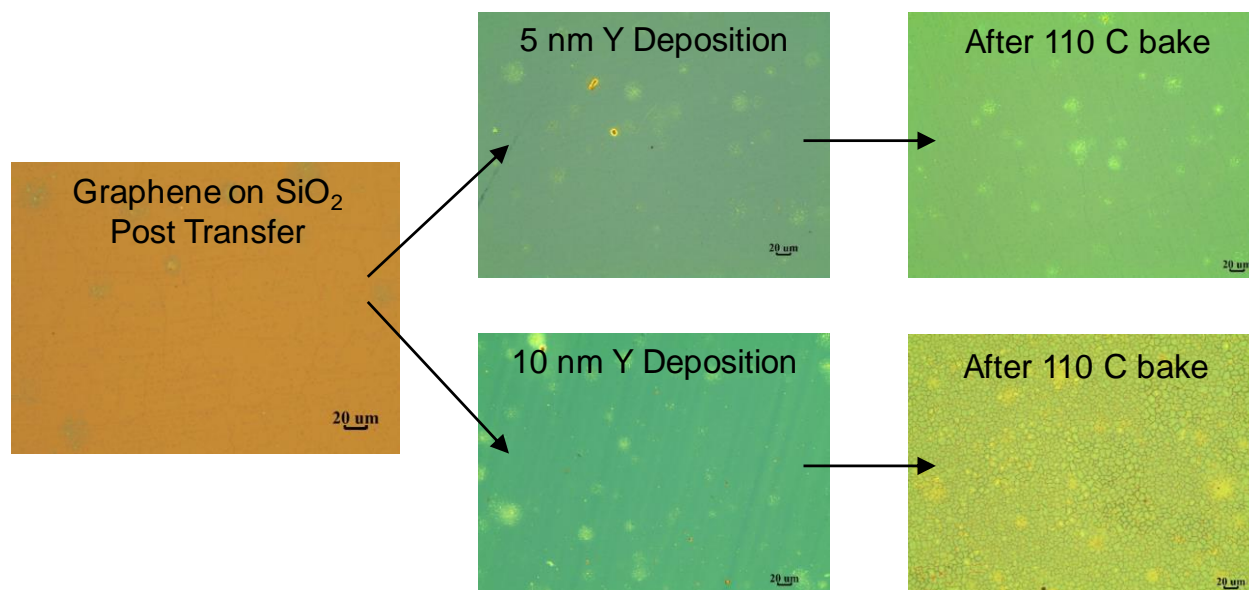 Graphene on SiO₂
Post Transfer
20 um
5 nm Y Deposition
20 um
After 110 C bake
20 um
10 nm Y Deposition
20 um
After 110 C bake
20 um